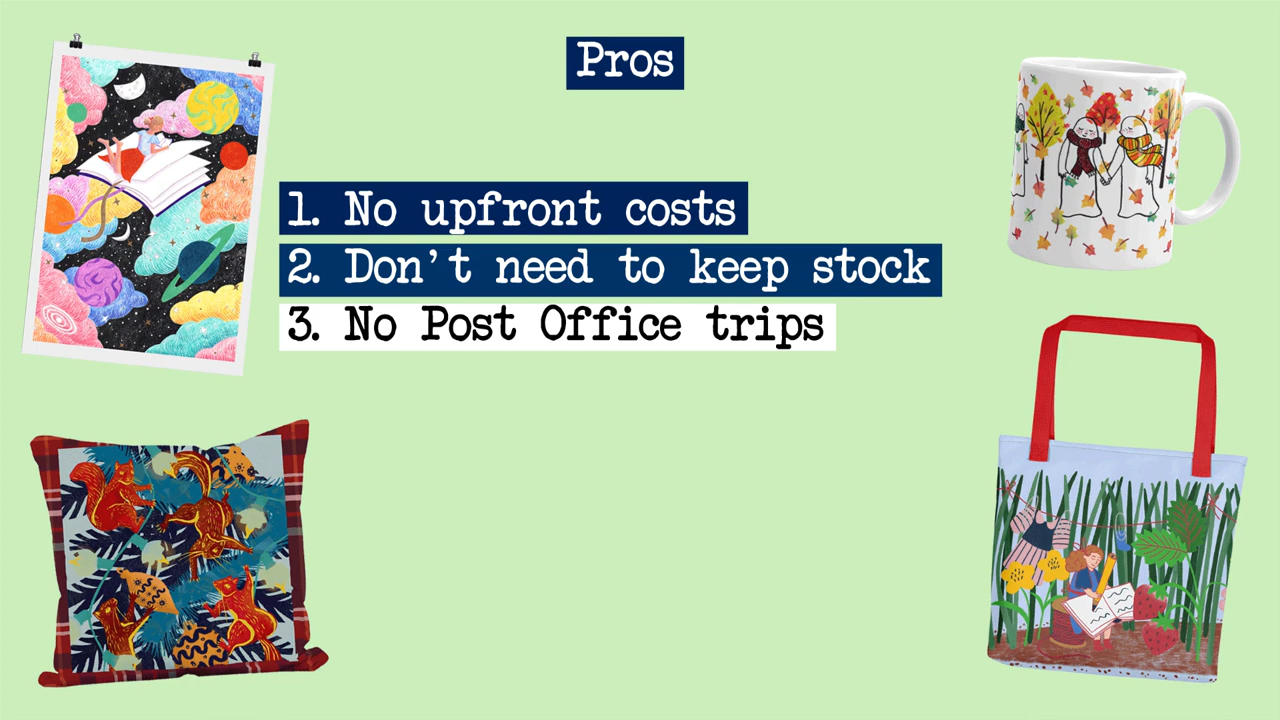 Pros
1. No upfront costs
2. Don't need to keep stock
3. No Post Office trips